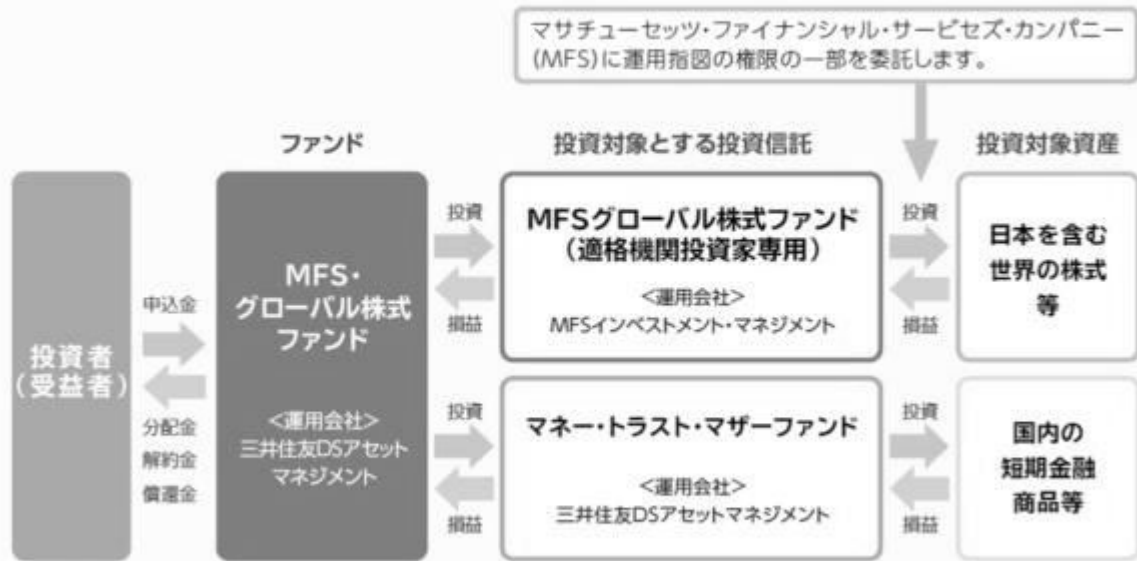 マサチューセッツ・ファイナンシャル・サービセズ・カンパニー
(MFS)に運用指図の権限の一部を委託します。
ファンド
投資対象とする投資信託
投資対象資産
投資者
(受益者)
申込金
分配金
解約金
償還金
MFS・
グローバル株式
ファンド
<運用会社>
三井住友DSアセット
マネジメント
投資
損益
MFSグローバル株式ファンド
(適格機関投資家専用)
<運用会社>
MFSインベストメント・マネジメント
投資
損益
日本を含む
世界の株式
等
投資
損益
マネー・トラスト・マザーファンド
<運用会社>
三井住友DSアセットマネジメント
投資
損益
国内の
短期金融
商品等